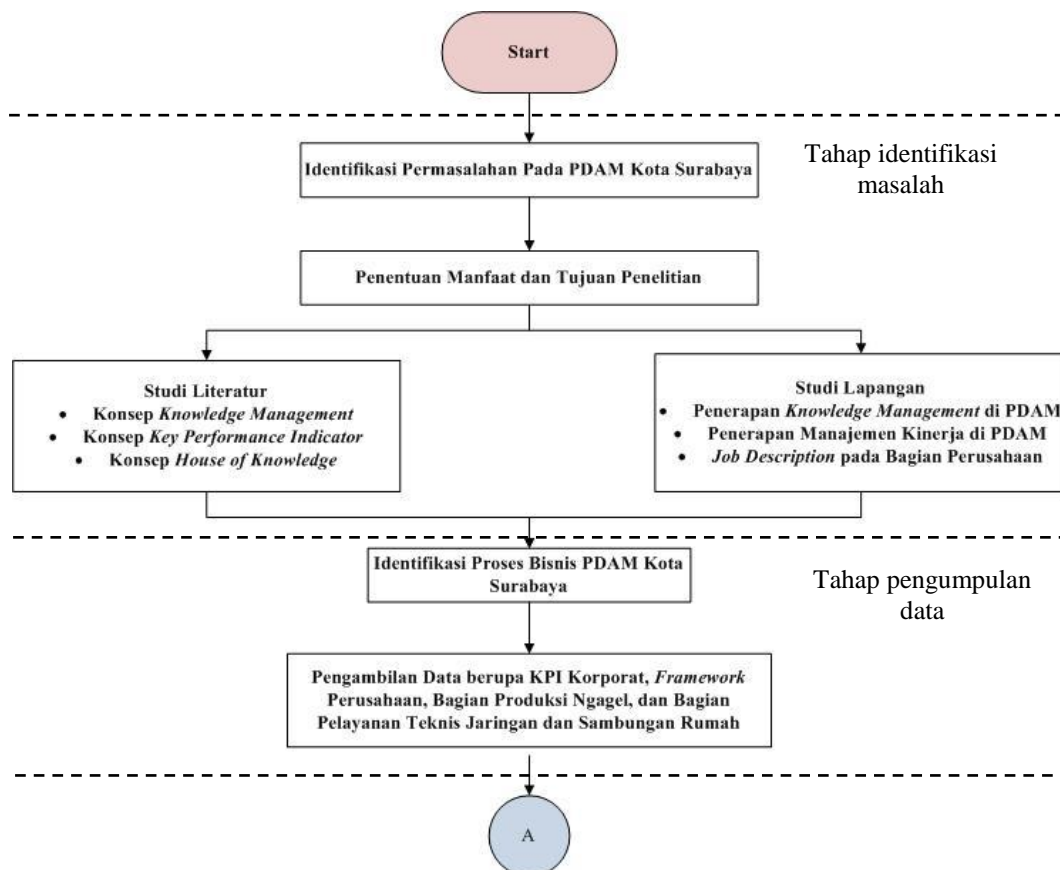 Start
Identifikasi Permasalahan Pada PDAM Kota Surabaya
Tahap identifikasi
masalah
Penentuan Manfaat dan Tujuan Penelitian
Studi Literatur
• Konsep Knowledge Management
• Konsep Key Performance Indicator
• Konsep House of Knowledge
Studi Lapangan
• Penerapan Knowledge Management di PDAM
• Penerapan Manajemen Kinerja di PDAM
• Job Description pada Bagian Perusahaan
Identifikasi Proses Bisnis PDAM Kota
Surabaya
Tahap pengumpulan
data
Pengambilan Data berupa KPI Korporat, Framework
Perusahaan, Bagian Produksi Ngagel, dan Bagian
Pelayanan Teknis Jaringan dan Sambungan Rumah
A